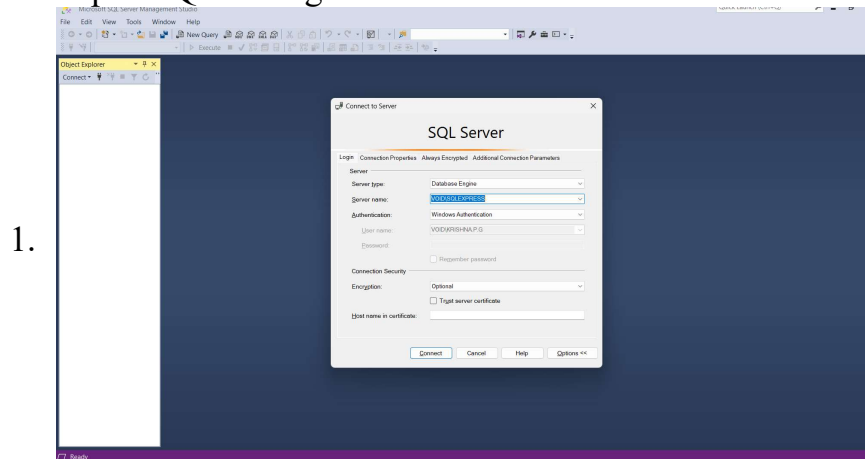 Microsoft SQL Server Management Studio
File Edit View Tools Window Help
New Query
Execute
Object Explorer
Connect
Connect to Server
SQL Server
Login Connection Properties Always Encrypted Additional Connection Parameters
Server
Server type: Database Engine
Server name: VOID\SQLEXPRESS
Authentication: Windows Authentication
User name: VOID\KRISHNA.P.G
Password:
Remember password
Connection Security
Encryption: Optional
Trust server certificate
Host name in certificate:
Connect Cancel Help Options <<
1.
Ready